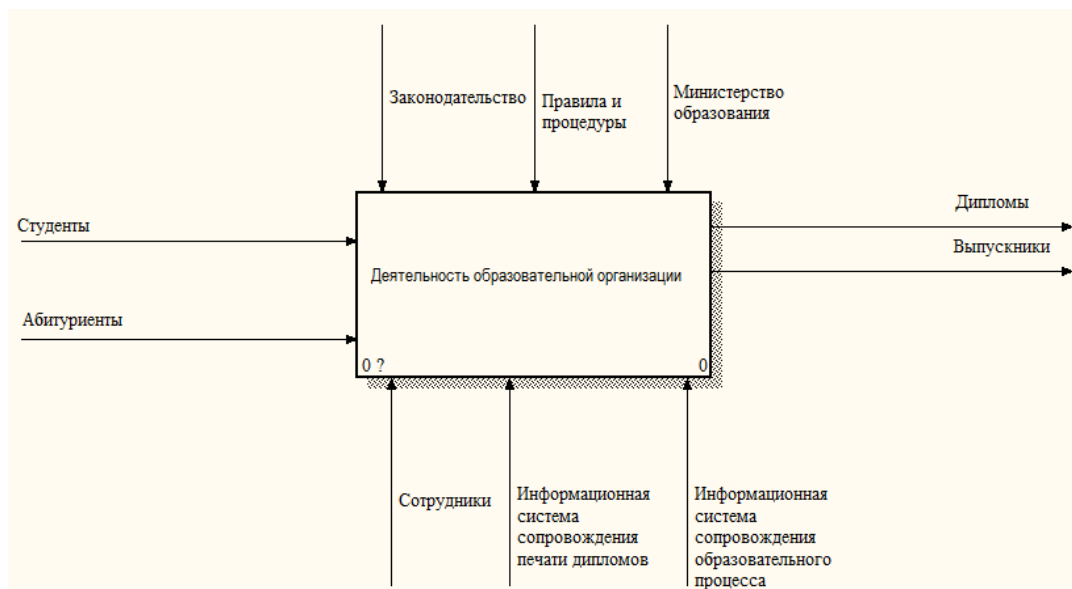 Законодательство
Правила и
процедуры
Министерство
образования
Студенты
Дипломы
Выпускники
Деятельность образовательной организации
Абитуриенты
0 ?
0
Сотрудники
Информационная
система
сопровождения
печати дипломов
Информационная
система
сопровождения
образовательного
процесса